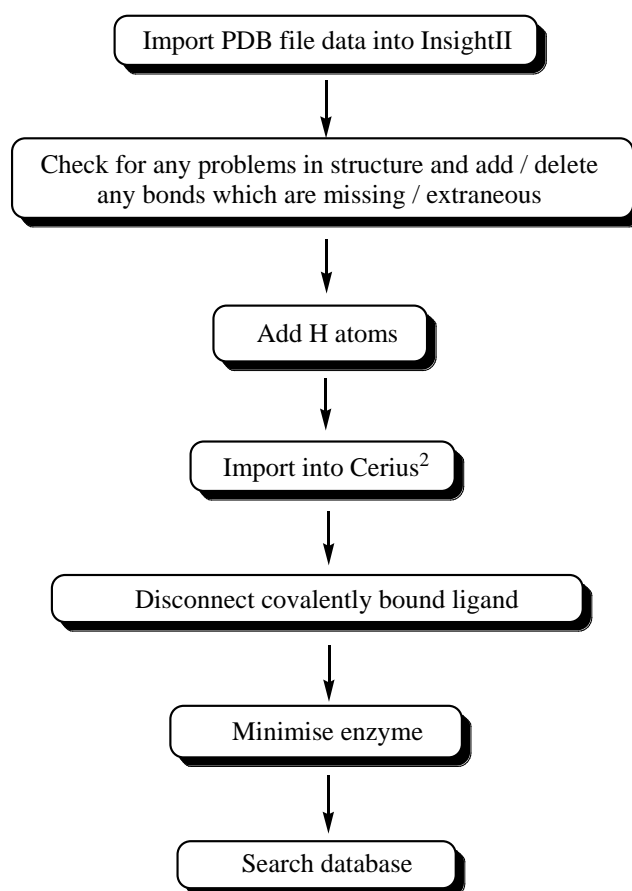 Import PDB file data into InsightII
Check for any problems in structure and add / delete
any bonds which are missing / extraneous
Add H atoms
Import into Cerius²
Disconnect covalently bound ligand
Minimise enzyme
Search database